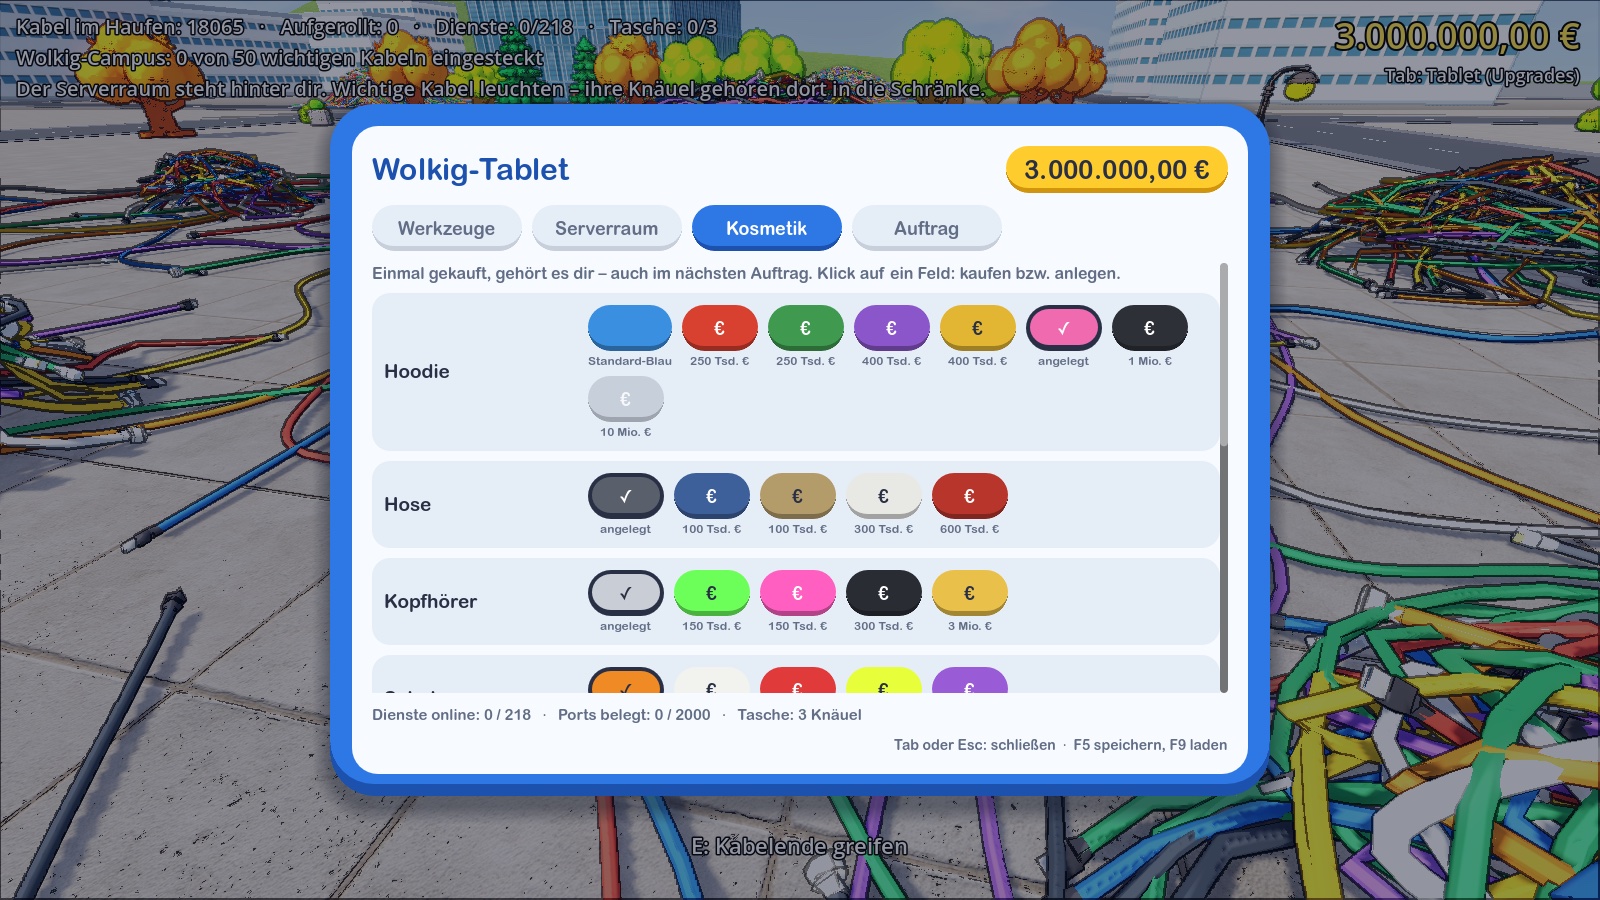 Kabel im Haufen: 18065 · Aufgerollt: 0 · Dienste: 0/218 · Tasche: 0/3
3.000.000,00 €
Wolkig-Campus: 0 von 50 wichtigen Kabeln eingesteckt
Tab: Tablet (Upgrades)
Der Serverraum steht hinter dir. Wichtige Kabel leuchten – ihre Knäuel gehören dort in die Schränke.
Wolkig-Tablet
3.000.000,00 €
Werkzeuge Serverraum Kosmetik Auftrag
Einmal gekauft, gehört es dir – auch im nächsten Auftrag. Klick auf ein Feld: kaufen bzw. anlegen.
€ € € € ✓ €
Hoodie
Standard-Blau 250 Tsd. € 250 Tsd. € 400 Tsd. € 400 Tsd. € angelegt 1 Mio. €
€
10 Mio. €
Hose
✓ € € € €
angelegt 100 Tsd. € 100 Tsd. € 300 Tsd. € 600 Tsd. €
Kopfhörer
✓ € € € €
angelegt 150 Tsd. € 150 Tsd. € 300 Tsd. € 3 Mio. €
✓ € € € €
Dienste online: 0 / 218 · Ports belegt: 0 / 2000 · Tasche: 3 Knäuel
Tab oder Esc: schließen · F5 speichern, F9 laden
E: Kabelende greifen